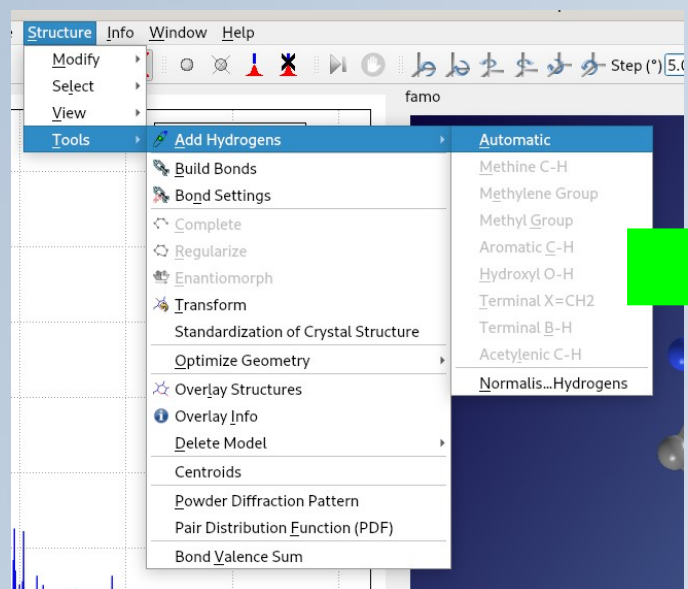 Structure Info Window Help
Step (°) 5.0
famo
Modify
Select
View
Tools
Add Hydrogens
Build Bonds
Bond Settings
Complete
Regularize
Enantiomorph
Transform
Standardization of Crystal Structure
Optimize Geometry
Overlay Structures
Overlay Info
Delete Model
Centroids
Powder Diffraction Pattern
Pair Distribution Function (PDF)
Bond Valence Sum
Automatic
Methine C-H
Methylene Group
Methyl Group
Aromatic C-H
Hydroxyl O-H
Terminal X=CH2
Terminal B-H
Acetylenic C-H
Normalis...Hydrogens